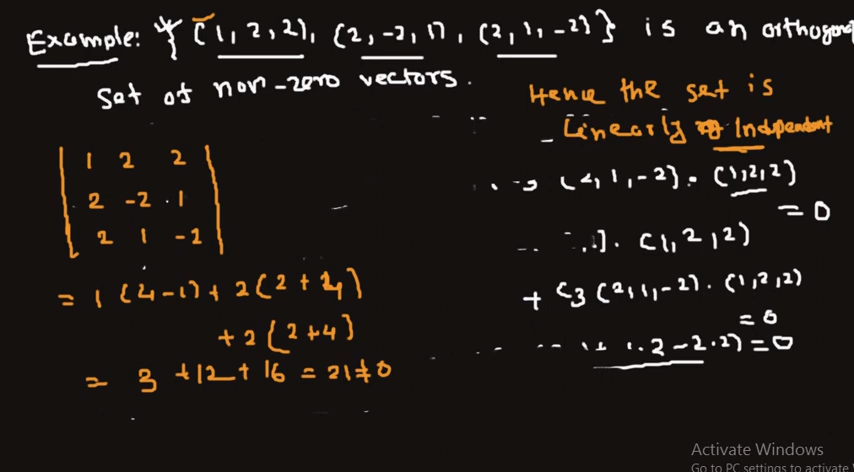 Example: { (1, 2, 2), (2, -2, 1), (2, 1, -2) } is an orthogona
Set of non-zero vectors.
Hence the set is
Linearly Independent
| 1 2 2 |
| 2 -2 1 |
| 2 1 -2 |
= 1 (4-1) + 2 (2 + 4)
+ 2 (2+4)
= 3 + 12 + 16 = 21 ≠ 0
(2, 1, -2) . (1, 2, 2)
= 0
. (1, 2, 2)
+ C3 (2, 1, -2) . (1, 2, 2)
= 0
1.2 - 2.2) = 0
Activate Windows
Go to PC settings to activate